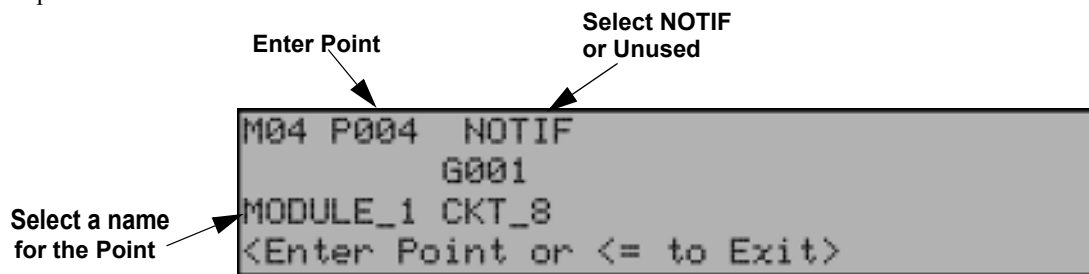 Select NOTIF
or Unused
Enter Point
M04 P004 NOTIF
G001
MODULE_1 CKT_8
<Enter Point or <= to Exit>
Select a name
for the Point